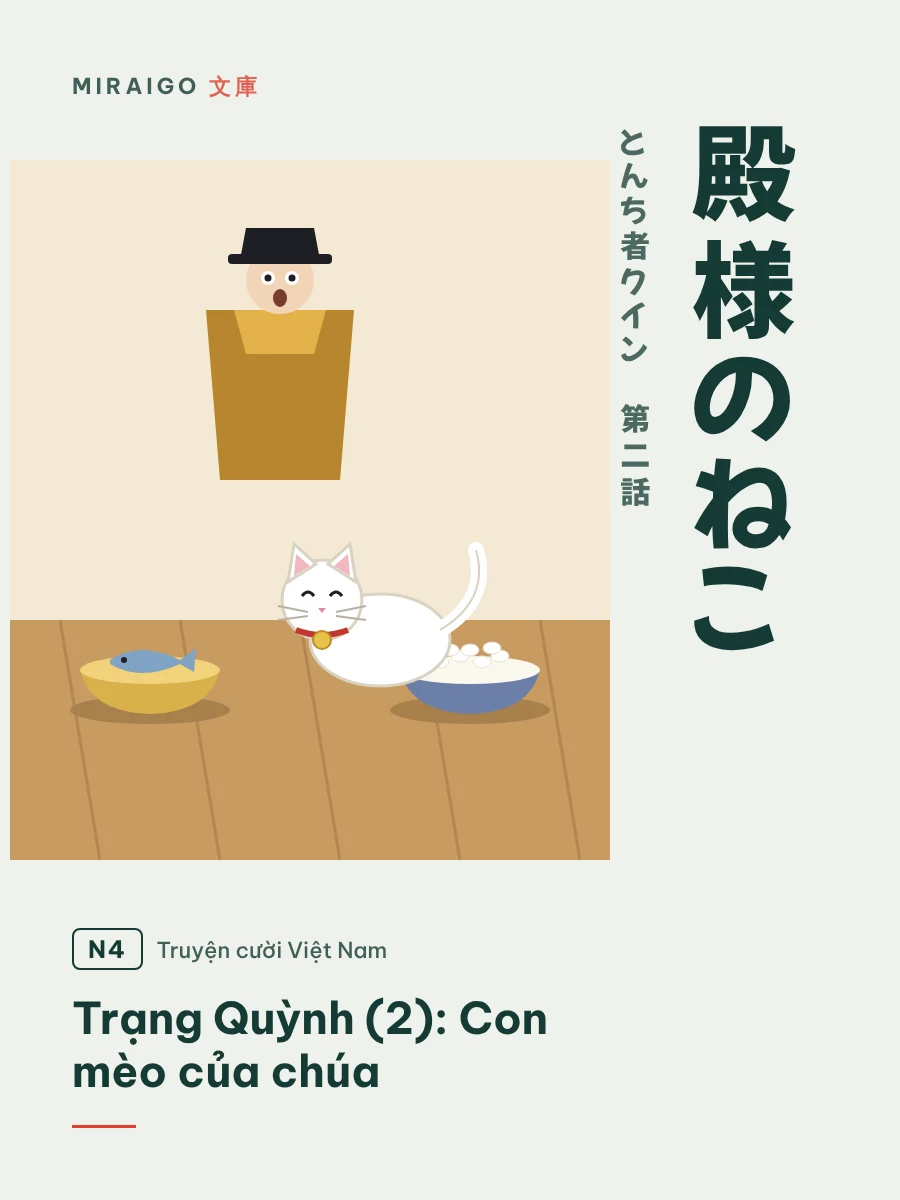 MIRAIGO 文庫
殿様のねこ
とんち者クイン 第二話
N4 Truyện cười Việt Nam
Trạng Quỳnh (2): Con
mèo của chúa